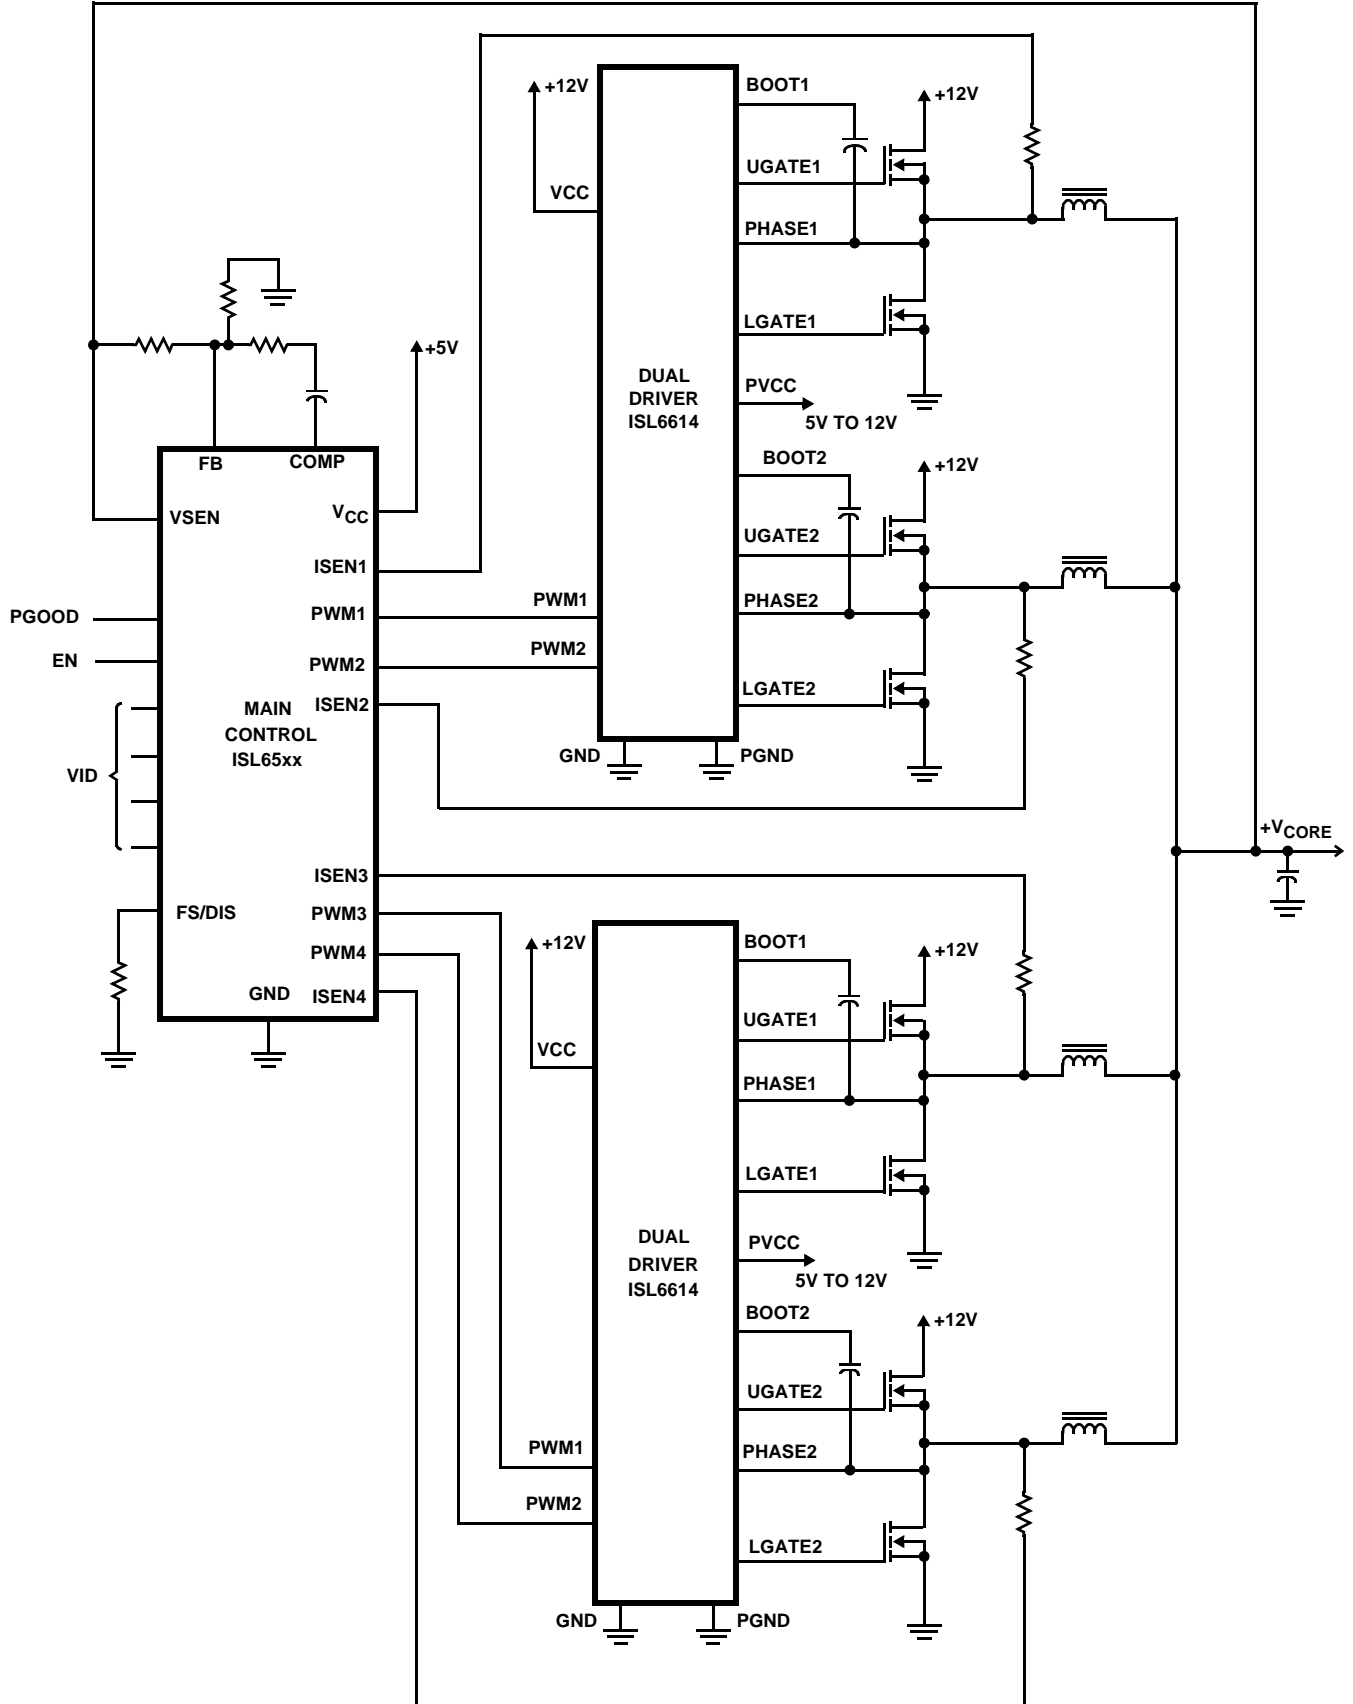 +12V
BOOT1
+12V
UGATE1
VCC
PHASE1
LGATE1
+5V
DUAL
DRIVER
ISL6614
PVCC
5V TO 12V
BOOT2
+12V
FB
COMP
VSEN
VCC
UGATE2
ISEN1
PWM1
PHASE2
PGOOD
PWM1
PWM2
EN
PWM2
ISEN2
LGATE2
MAIN
CONTROL
ISL65xx
GND
PGND
VID
+VCORE
ISEN3
FS/DIS
PWM3
PWM4
GND
ISEN4
+12V
BOOT1
+12V
UGATE1
VCC
PHASE1
LGATE1
DUAL
DRIVER
ISL6614
PVCC
5V TO 12V
BOOT2
+12V
UGATE2
PWM1
PHASE2
PWM2
LGATE2
GND
PGND